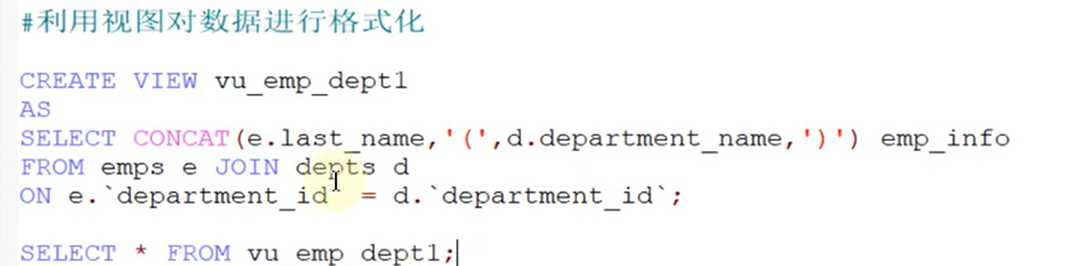 #利用视图对数据进行格式化
CREATE VIEW vu_emp_dept1
AS
SELECT CONCAT(e.last_name,'(',d.department_name,')') emp_info
FROM emps e JOIN depts d
ON e.`department_id` = d.`department_id`;
SELECT * FROM vu_emp_dept1;